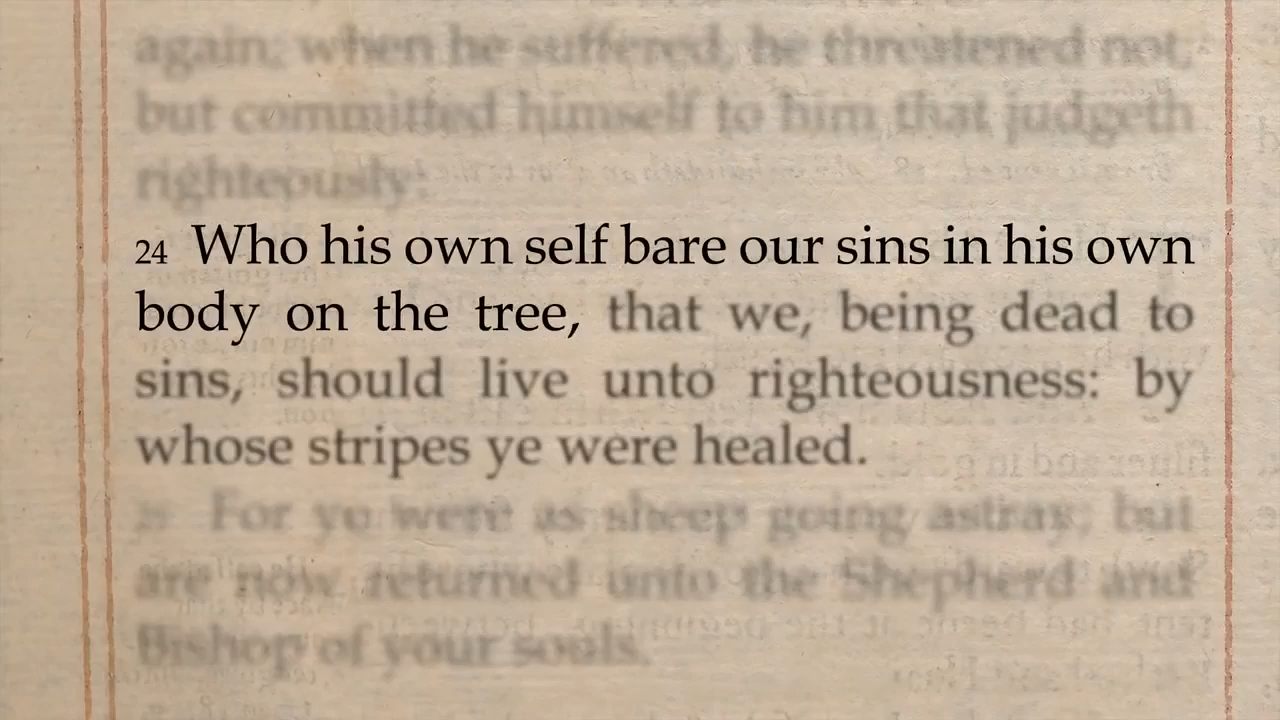 again; when he suffered, he threatened not;
but committed himself to him that judgeth
righteously:
24 Who his own self bare our sins in his own
body on the tree, that we, being dead to
sins, should live unto righteousness: by
whose stripes ye were healed.
25 For ye were as sheep going astray; but
are now returned unto the Shepherd and
Bishop of your souls.